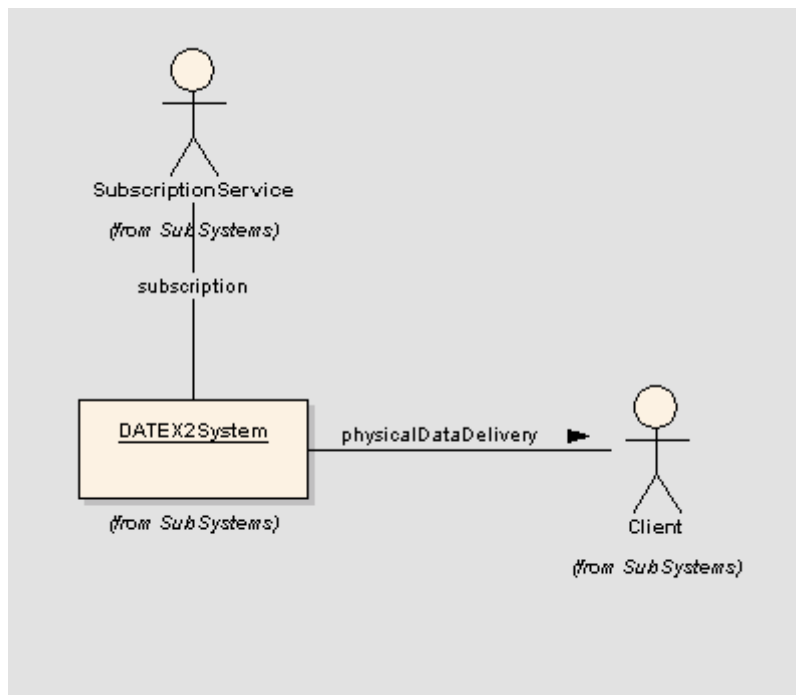 SubscriptionService
(from SubSystems)
subscription
DATEX2System
physicalDataDelivery
(from SubSystems)
Client
(from SubSystems)